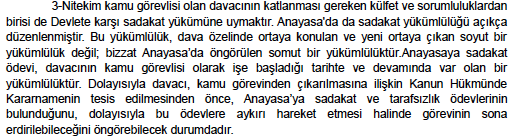 3-Nitekim kamu görevlisi olan davacının katlanması gereken külfet ve sorumluluklardan
birisi de Devlete karşı sadakat yükümüne uymaktır. Anayasa'da da sadakat yükümlülüğü açıkça
düzenlenmiştir. Bu yükümlülük, dava özelinde ortaya konulan ve yeni ortaya çıkan soyut bir
yükümlülük değil; bizzat Anayasa'da öngörülen somut bir yükümlülüktür.Anayasaya sadakat
ödevi, davacının kamu görevlisi olarak işe başladığı tarihte ve devamında var olan bir
yükümlülüktür. Dolayısıyla davacı, kamu görevinden çıkarılmasına ilişkin Kanun Hükmünde
Kararnamenin tesis edilmesinden önce, Anayasa'ya sadakat ve tarafsızlık ödevlerinin
bulunduğunu, dolayısıyla bu ödevlere aykırı hareket etmesi halinde görevinin sona
erdirilebileceğini öngörebilecek durumdadır.